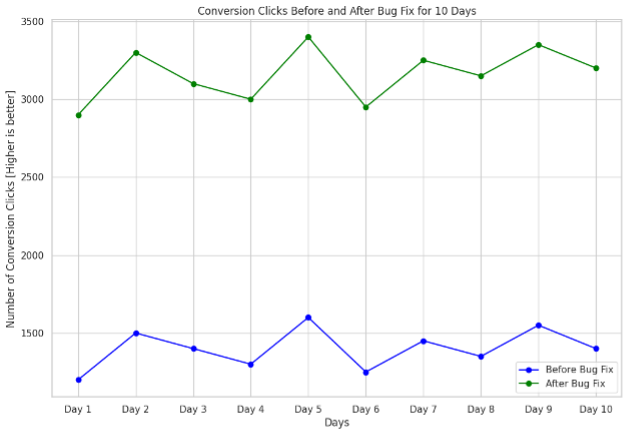 Conversion Clicks Before and After Bug Fix for 10 Days
Number of Conversion Clicks [Higher is better]
3500
3000
2500
2000
1500
Before Bug Fix
After Bug Fix
Day 1 Day 2 Day 3 Day 4 Day 5 Day 6 Day 7 Day 8 Day 9 Day 10
Days